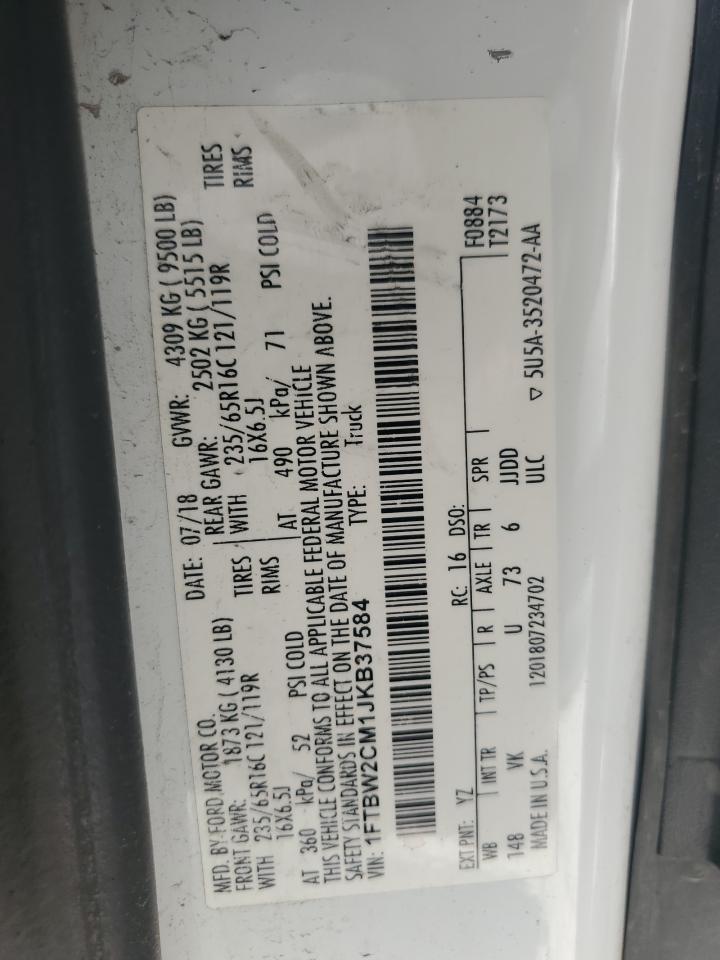 MFD. BY FORD MOTOR CO. DATE: 07/18 GVWR: 4309 KG ( 9500 LB)
FRONT GAWR: 1873 KG ( 4130 LB) REAR GAWR: 2502 KG ( 5515 LB)
WITH 235/65R16C 121/119R TIRES WITH 235/65R16C 121/119R TIRES
16X6.5J RIMS 16X6.5J RIMS
AT 360 kPa/ 52 PSI COLD AT 490 kPa/ 71 PSI COLD
THIS VEHICLE CONFORMS TO ALL APPLICABLE FEDERAL MOTOR VEHICLE
SAFETY STANDARDS IN EFFECT ON THE DATE OF MANUFACTURE SHOWN ABOVE.
VIN: 1FTBW2CM1JKB37584 TYPE: Truck
EXT PNT: YZ RC: 16 DSO: F0884
T2173
WB INT TR TP/PS R AXLE TR SPR
148 VK U 73 6 JJDD
MADE IN U.S.A. 1201807234702 ULC ▽ 5U5A-3520472-AA